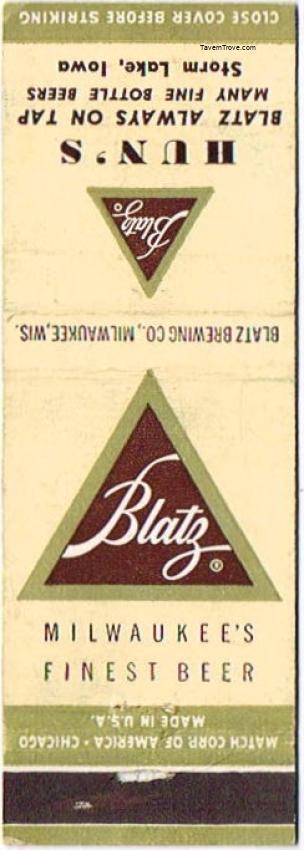 TavernTrove.com
CLOSE COVER BEFORE STRIKING
HUN'S
BLATZ ALWAYS ON TAP
MANY FINE BOTTLE BEERS
Storm Lake, Iowa
Blatz®
BLATZ BREWING CO., MILWAUKEE, WIS.
Blatz®
MILWAUKEE'S
FINEST BEER
MATCH CORP. OF AMERICA • CHICAGO
MADE IN U.S.A.